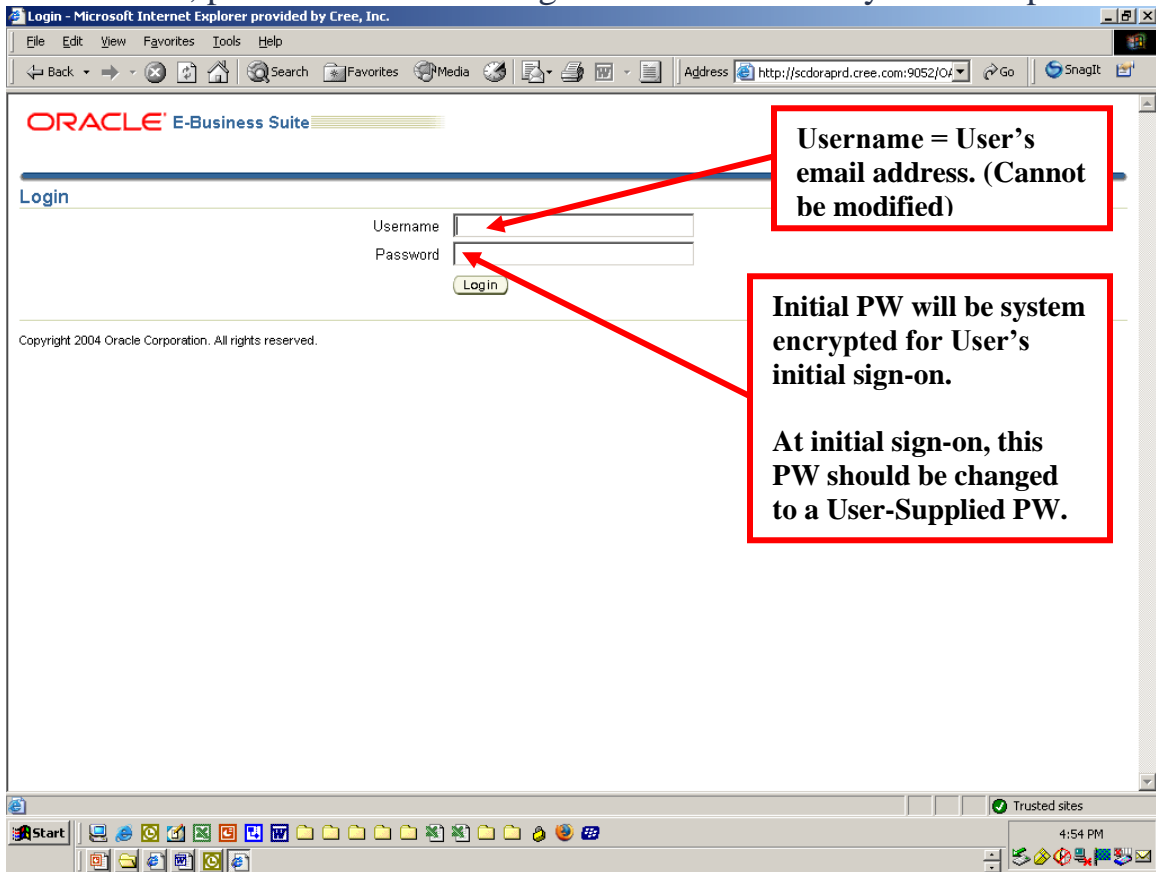 Login - Microsoft Internet Explorer provided by Cree, Inc.
File Edit View Favorites Tools Help
Back Search Favorites Media Address http://scdoraprd.cree.com:9052/OA Go SnagIt
ORACLE E-Business Suite
Username = User's
email address. (Cannot
be modified)
Login
Username
Password
Login
Initial PW will be system
encrypted for User's
initial sign-on.
At initial sign-on, this
PW should be changed
to a User-Supplied PW.
Copyright 2004 Oracle Corporation. All rights reserved.
Trusted sites
Start
4:54 PM